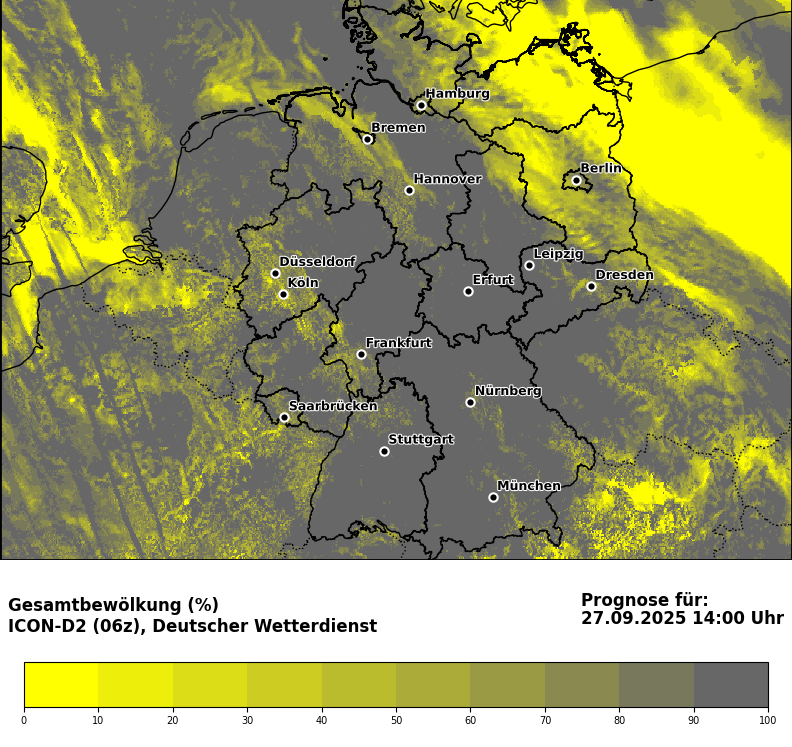 Hamburg
Bremen
Berlin
Hannover
Düsseldorf
Leipzig
Köln
Erfurt
Dresden
Frankfurt
Nürnberg
Saarbrücken
Stuttgart
München
Gesamtbewölkung (%)
ICON-D2 (06z), Deutscher Wetterdienst
Prognose für:
27.09.2025 14:00 Uhr
0 10 20 30 40 50 60 70 80 90 100